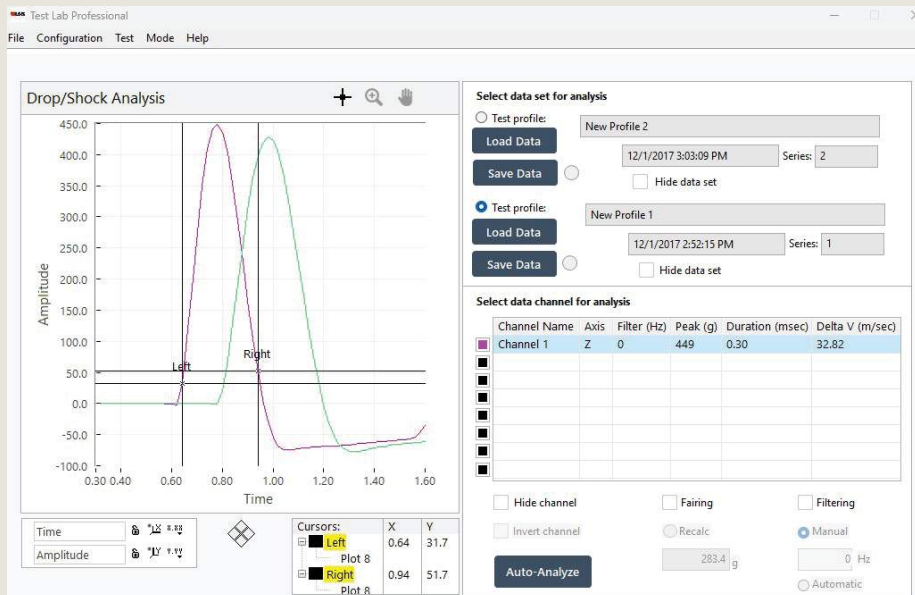 Test Lab Professional
File Configuration Test Mode Help
Drop/Shock Analysis
450.0
400.0
350.0
300.0
250.0
200.0
150.0
100.0
50.0
0.0
-50.0
-100.0
Amplitude
Left
Right
0.30 0.40 0.60 0.80 1.00 1.20 1.40 1.60
Time
Time
Amplitude
Cursors: X Y
Left 0.64 31.7
Plot 8
Right 0.94 51.7
Plot 8
Select data set for analysis
Test profile:
New Profile 2
Load Data
12/1/2017 3:03:09 PM Series: 2
Save Data
Hide data set
Test profile:
New Profile 1
Load Data
12/1/2017 2:52:15 PM Series: 1
Save Data
Hide data set
Select data channel for analysis
Channel Name Axis Filter (Hz) Peak (g) Duration (msec) Delta V (m/sec)
Channel 1 Z 0 449 0.30 32.82
Hide channel Fairing Filtering
Invert channel Recalc Manual
283.4 g 0 Hz
Auto-Analyze
Automatic